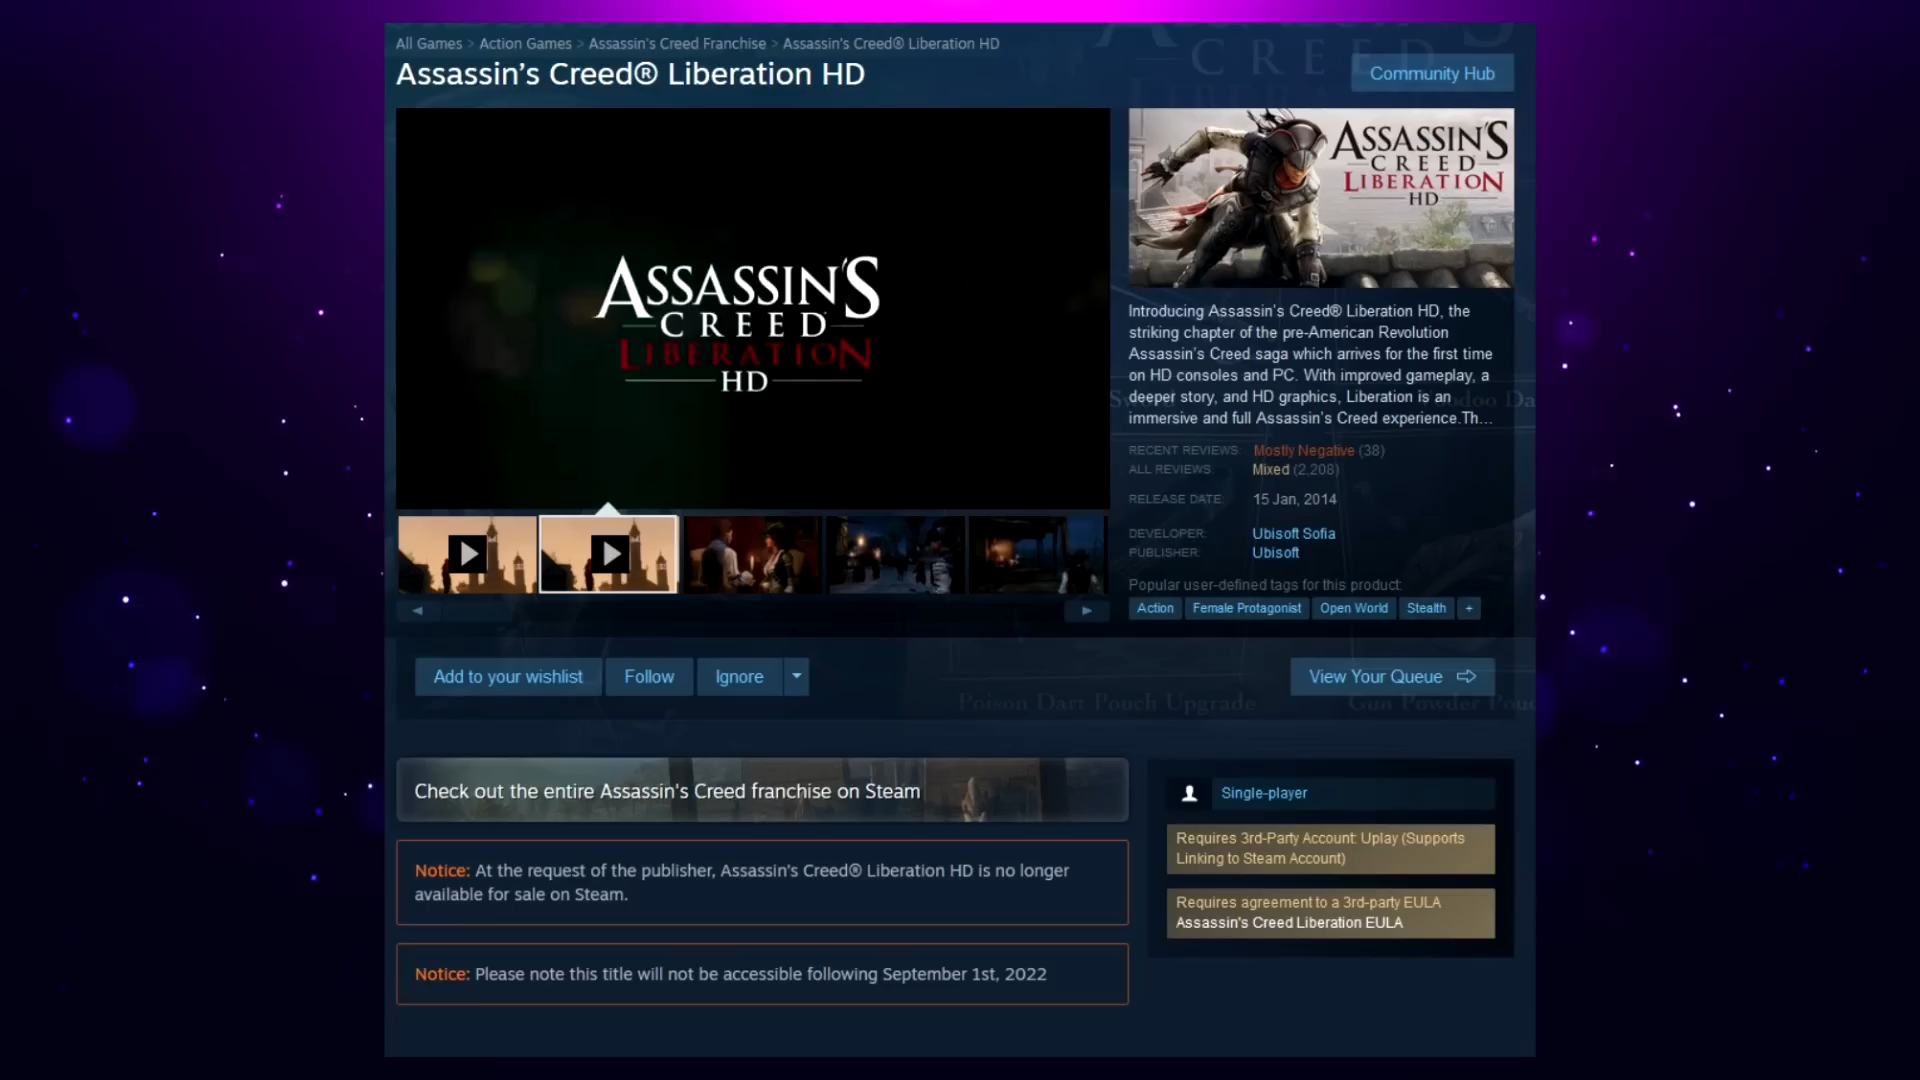 All Games > Action Games > Assassin's Creed Franchise > Assassin's Creed® Liberation HD
Assassin's Creed® Liberation HD
Community Hub
ASSASSIN'S
CREED
LIBERATION
HD
ASSASSIN'S
CREED
LIBERATION
HD
Introducing Assassin's Creed® Liberation HD, the
striking chapter of the pre-American Revolution
Assassin's Creed saga which arrives for the first time
on HD consoles and PC. With improved gameplay, a
deeper story, and HD graphics, Liberation is an
immersive and full Assassin's Creed experience.Th...
RECENT REVIEWS: Mostly Negative (38)
ALL REVIEWS: Mixed (2,208)
RELEASE DATE: 15 Jan, 2014
DEVELOPER: Ubisoft Sofia
PUBLISHER: Ubisoft
Popular user-defined tags for this product:
Action Female Protagonist Open World Stealth +
Add to your wishlist Follow Ignore
View Your Queue
Poison Dart Pouch Upgrade
Gun Powder
Check out the entire Assassin's Creed franchise on Steam
Single-player
Requires 3rd-Party Account: Uplay (Supports
Linking to Steam Account)
Requires agreement to a 3rd-party EULA
Assassin's Creed Liberation EULA
Notice: At the request of the publisher, Assassin's Creed® Liberation HD is no longer
available for sale on Steam.
Notice: Please note this title will not be accessible following September 1st, 2022